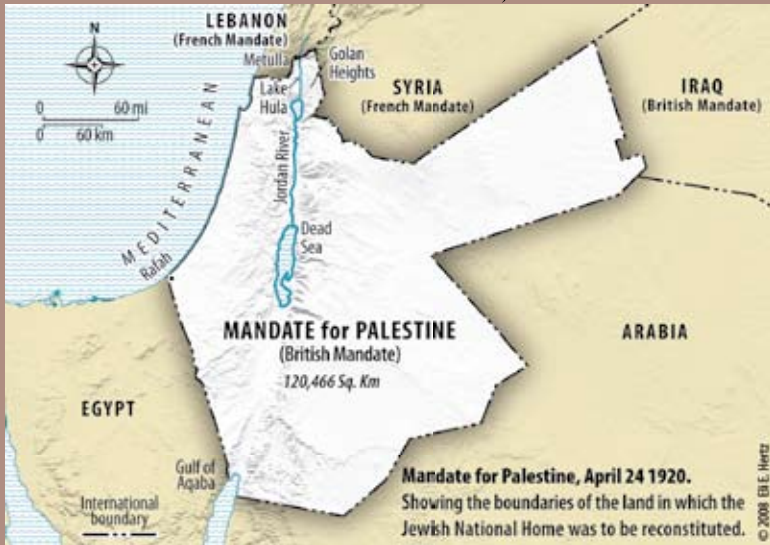 LEBANON
(French Mandate)
Metulla
Golan
Heights
N
Lake
Hula
SYRIA
(French Mandate)
IRAQ
(British Mandate)
0 60 mi
0 60 km
MEDITERRANEAN
Jordan River
Rafah
Dead
Sea
MANDATE for PALESTINE
(British Mandate)
120,466 Sq. Km
ARABIA
EGYPT
Gulf of
Aqaba
International
boundary
Mandate for Palestine, April 24 1920.
Showing the boundaries of the land in which the
Jewish National Home was to be reconstituted.
© 2008 Eli E. Hertz